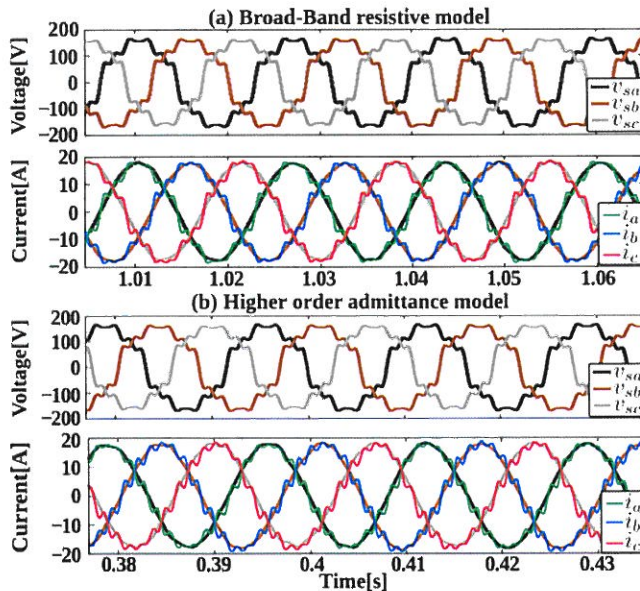 (a) Broad-Band resistive model
Voltage[V]
200
100
0
−100
−200
v_sa
v_sb
v_sc
Current[A]
20
10
0
−10
−20
i_a
i_b
i_c
1.01 1.02 1.03 1.04 1.05 1.06
(b) Higher order admittance model
Voltage[V]
200
100
0
−100
−200
v_sa
v_sb
v_sc
Current[A]
20
10
0
−10
−20
i_a
i_b
i_c
0.38 0.39 0.4 0.41 0.42 0.43
Time[s]